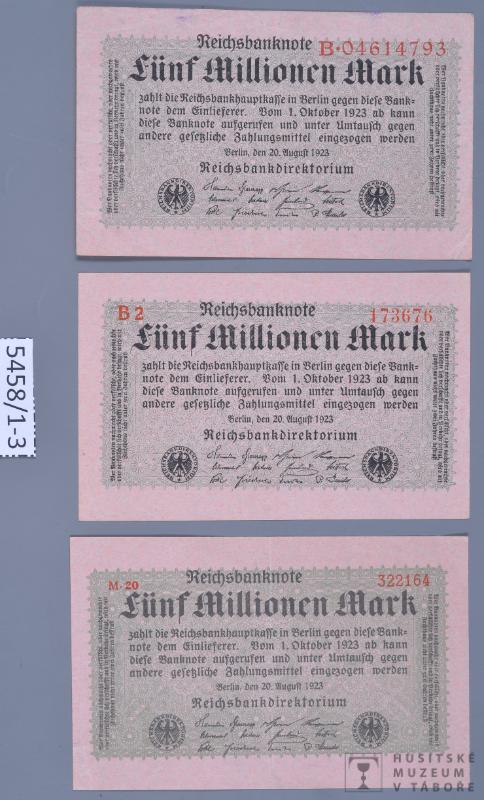 Reichsbanknote
B·04614793
Fünf Millionen Mark
zahlt die Reichsbankhauptkasse in Berlin gegen diese Bank-
note dem Einlieferer. Vom 1. Oktober 1923 ab kann
diese Banknote aufgerufen und unter Umtausch gegen
andere gesetzliche Zahlungsmittel eingezogen werden
Berlin, den 20. August 1923
Reichsbankdirektorium
B2
Reichsbanknote
173676
Fünf Millionen Mark
zahlt die Reichsbankhauptkasse in Berlin gegen diese Bank-
note dem Einlieferer. Vom 1. Oktober 1923 ab kann
diese Banknote aufgerufen und unter Umtausch gegen
andere gesetzliche Zahlungsmittel eingezogen werden
Berlin, den 20. August 1923
Reichsbankdirektorium
5458/1-3
M·20
Reichsbanknote
322164
Fünf Millionen Mark
zahlt die Reichsbankhauptkasse in Berlin gegen diese Bank-
note dem Einlieferer. Vom 1. Oktober 1923 ab kann
diese Banknote aufgerufen und unter Umtausch gegen
andere gesetzliche Zahlungsmittel eingezogen werden
Berlin, den 20. August 1923
Reichsbankdirektorium
HUSITSKÉ
MUZEUM
V TÁBOŘE